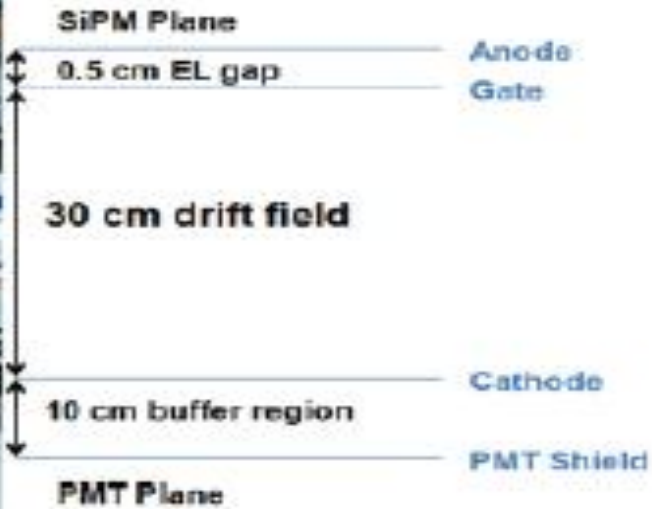 SiPM Plane
Anode
0.5 cm EL gap
Gate
30 cm drift field
Cathode
10 cm buffer region
PMT Shield
PMT Plane